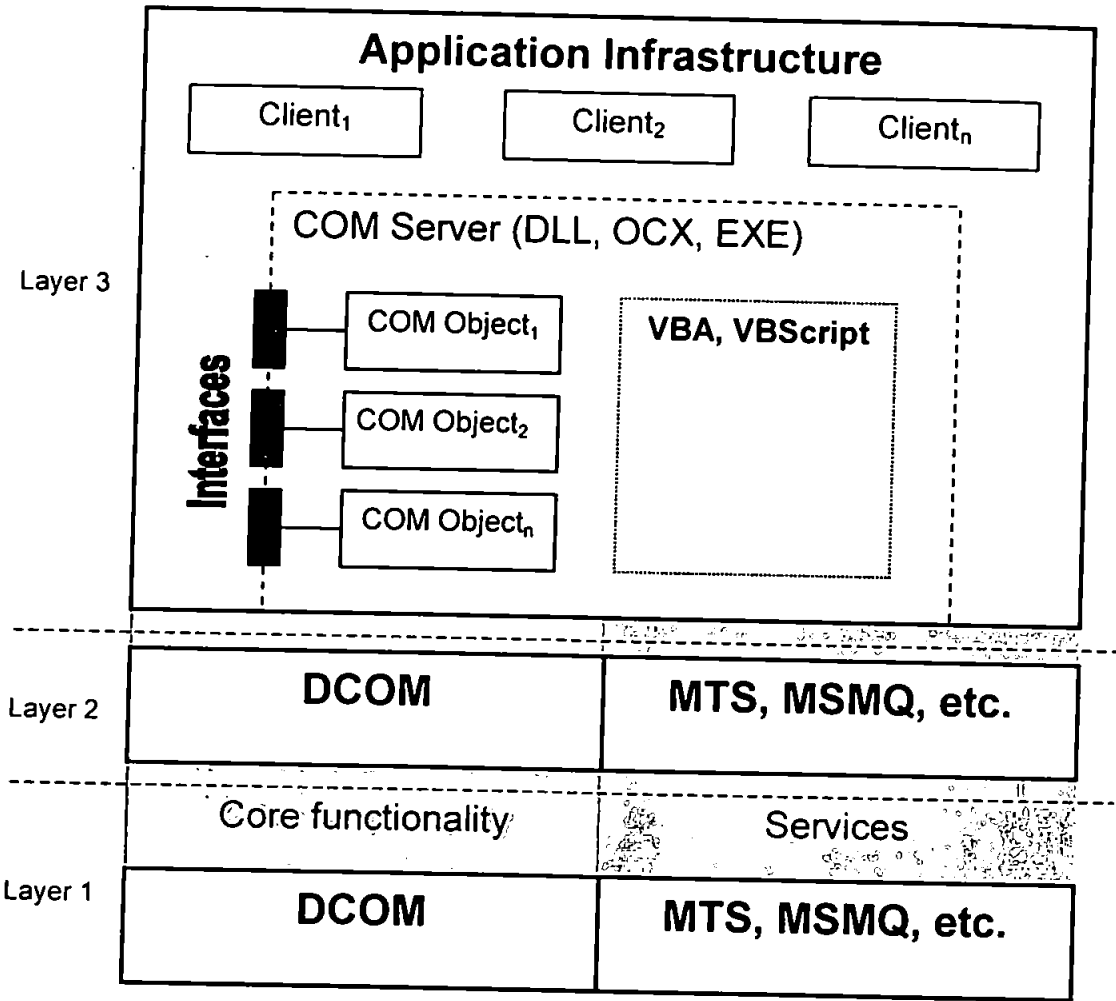 Application Infrastructure
Client₁
Client₂
Clientₙ
COM Server (DLL, OCX, EXE)
Layer 3
Interfaces
COM Object₁
COM Object₂
COM Objectₙ
VBA, VBScript
Layer 2
DCOM
MTS, MSMQ, etc.
Core functionality
Services
Layer 1
DCOM
MTS, MSMQ, etc.